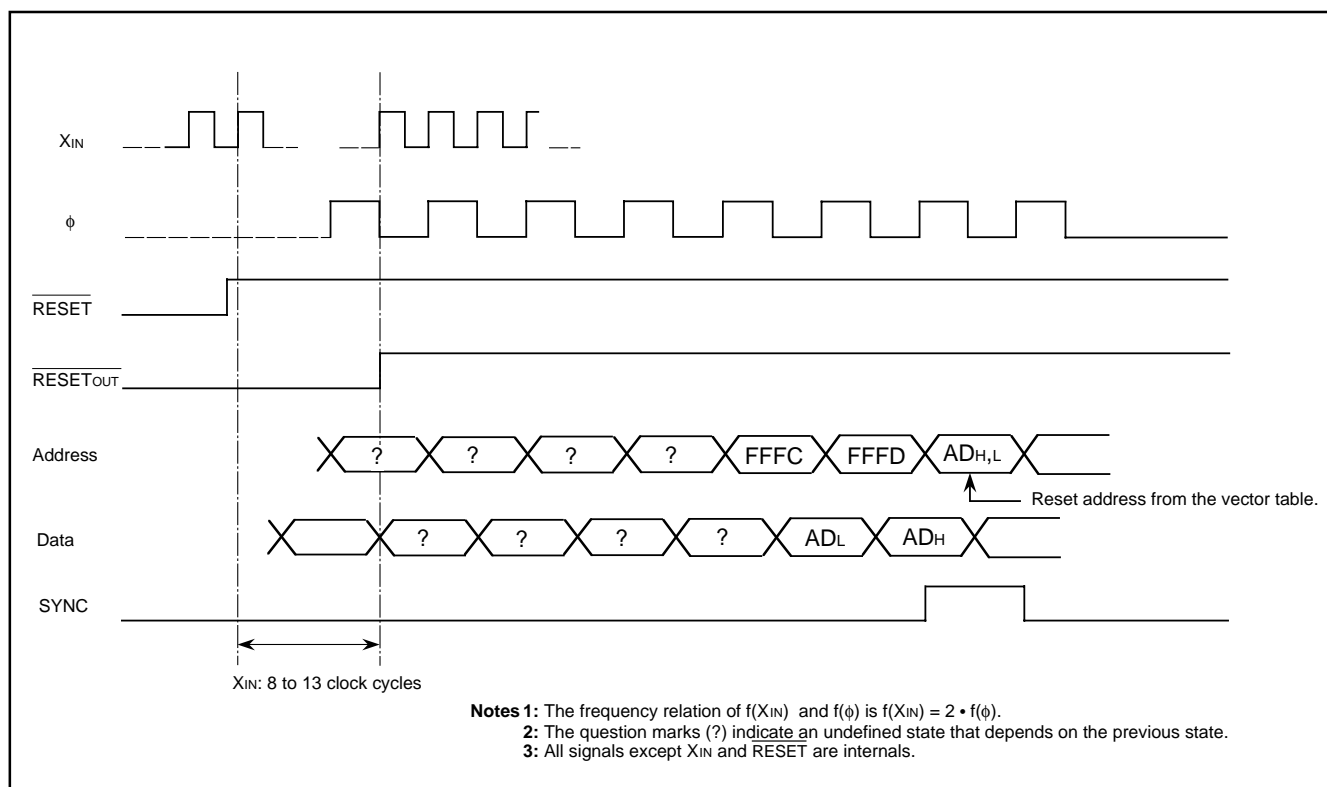 XIN
ϕ
RESET
RESETOUT
Address
? ? ? ? FFFC FFFD ADH,L
Reset address from the vector table.
Data
? ? ? ? ADL ADH
SYNC
XIN: 8 to 13 clock cycles
Notes 1: The frequency relation of f(XIN) and f(ϕ) is f(XIN) = 2 • f(ϕ).
2: The question marks (?) indicate an undefined state that depends on the previous state.
3: All signals except XIN and RESET are internals.